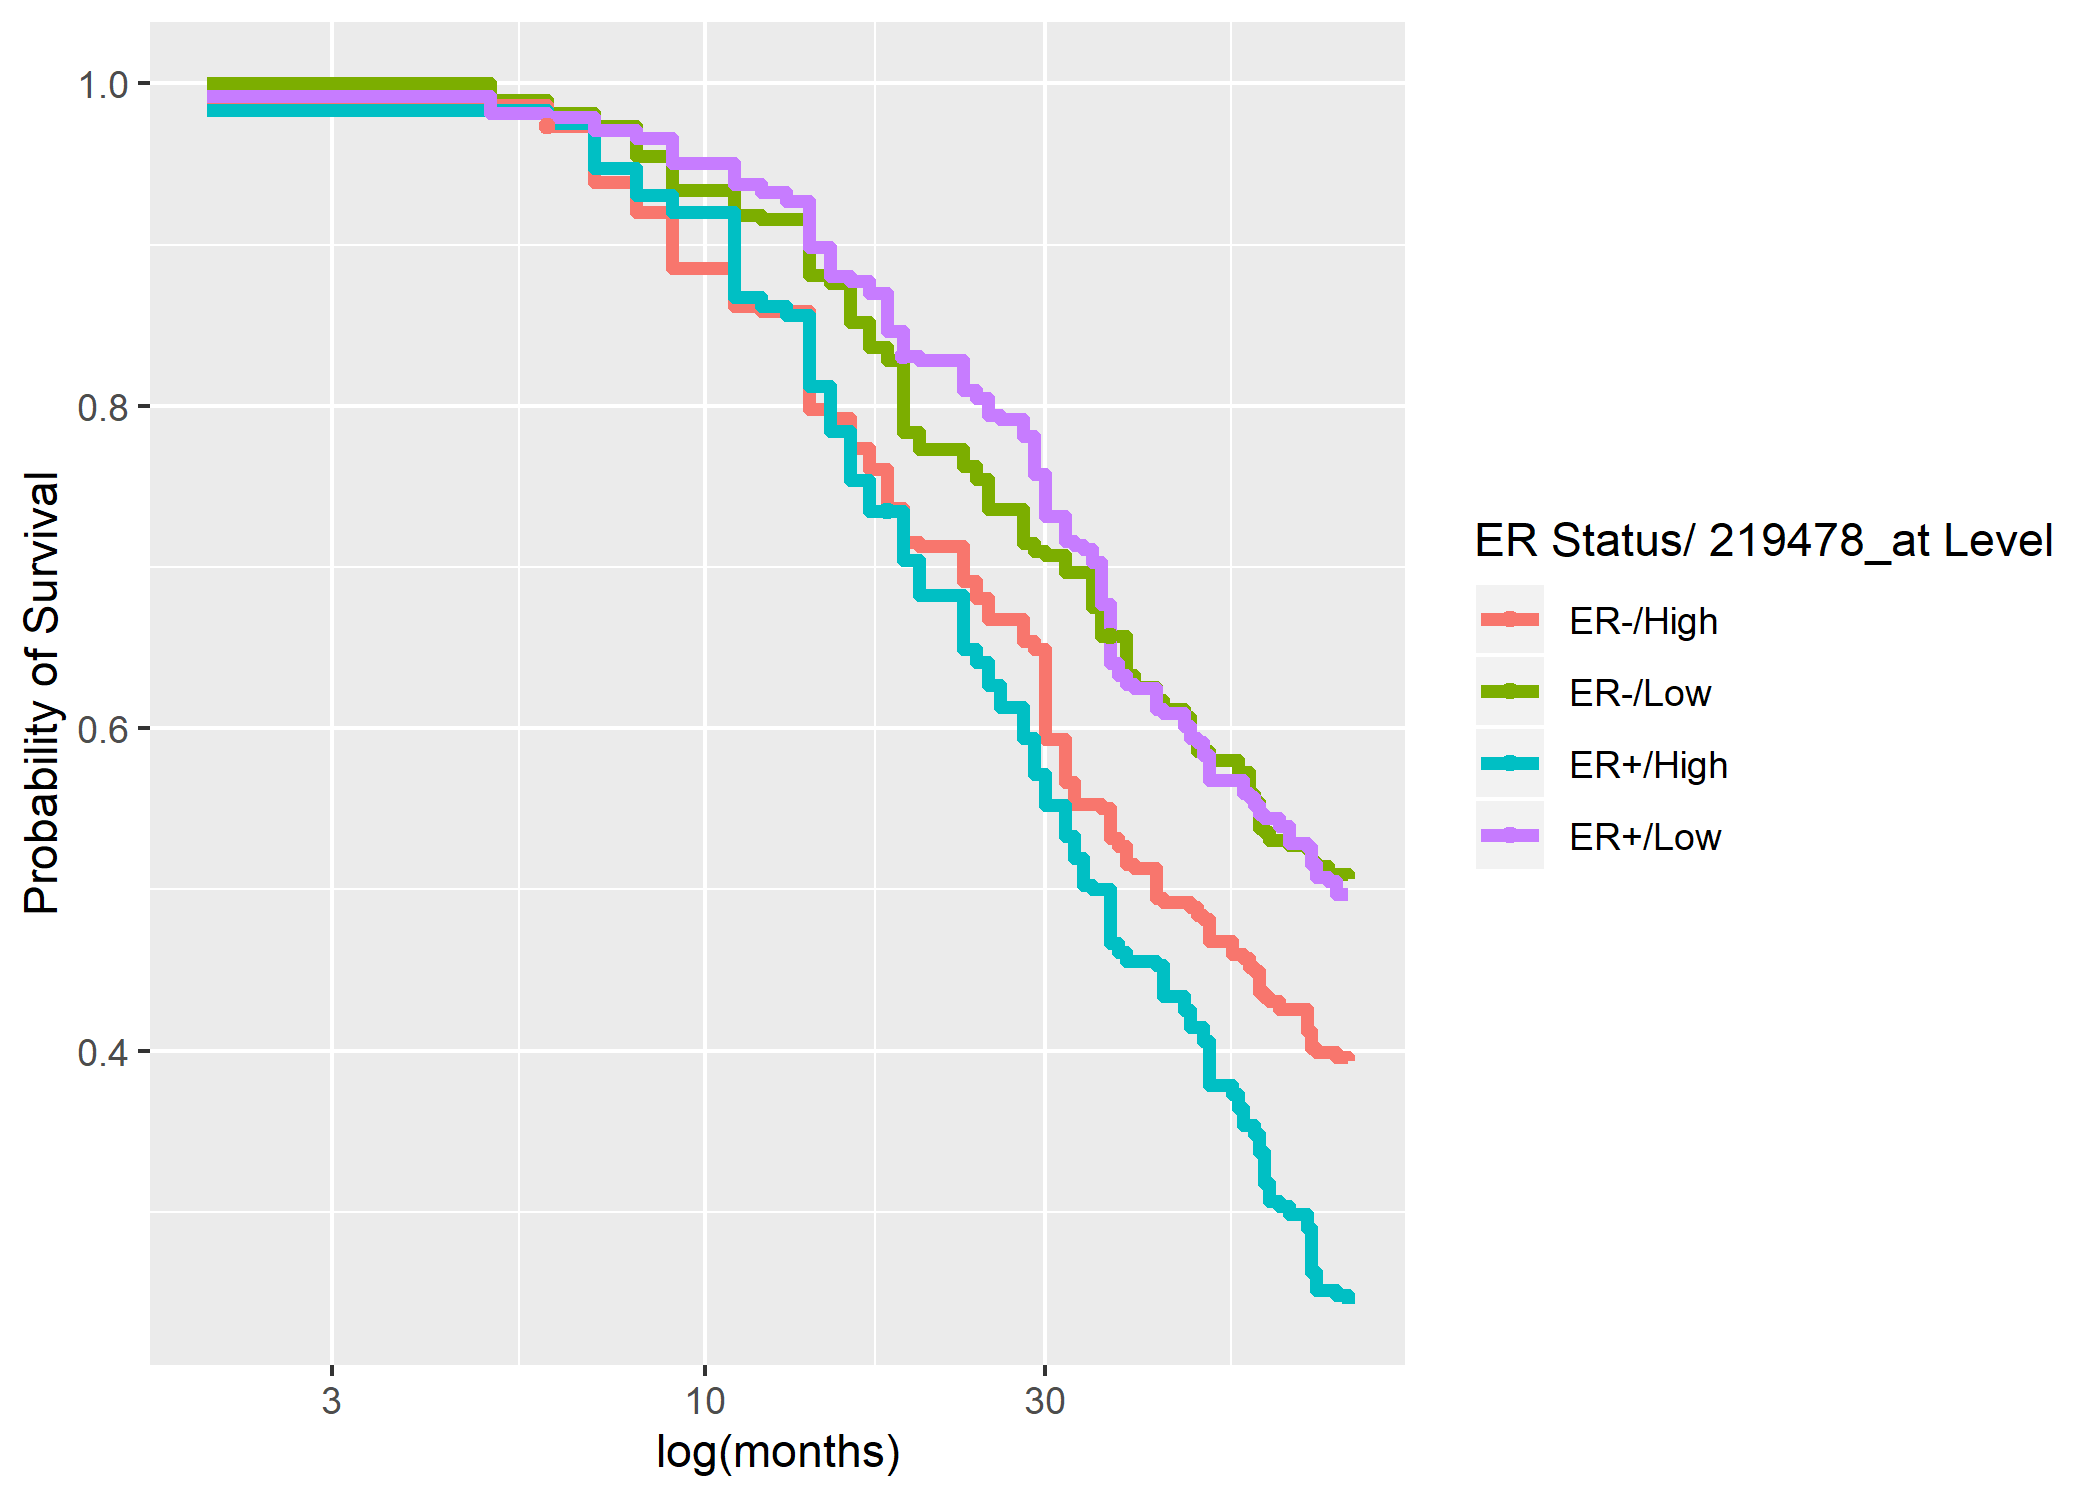 Probability of Survival
1.0
0.8
0.6
0.4
3 10 30
log(months)
ER Status/ 219478_at Level
ER-/High
ER-/Low
ER+/High
ER+/Low